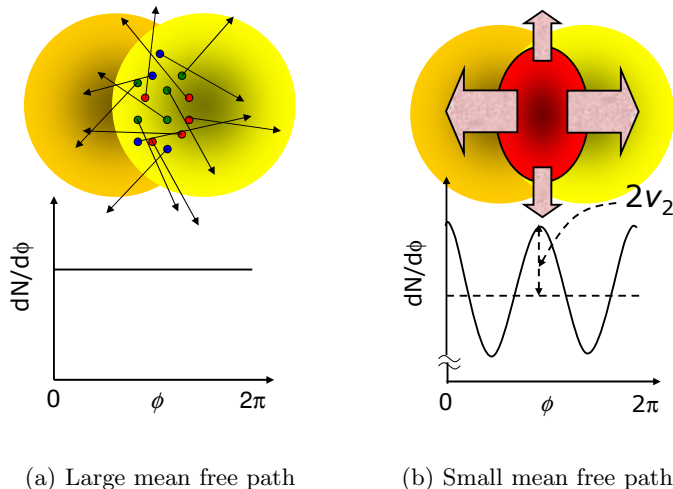 2v₂
dN/dϕ
dN/dϕ
0
ϕ
2π
0
ϕ
2π
(a) Large mean free path
(b) Small mean free path